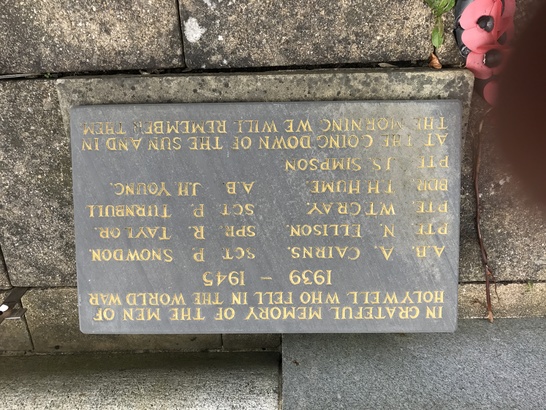 IN GRATEFUL MEMORY OF THE MEN OF
HOLYWELL WHO FELL IN THE WORLD WAR
1939 – 1945
A.B. A. CAIRNS. SGT P. SNOWDON.
PTE N. ELLISON. SPR. R. TAYLOR.
PTE. W.T. GRAY. SGT P. TURNBULL
BDR. T.H. HUME. A.B J.H. YOUNG.
PTE J.S. SIMPSON
AT THE GOING DOWN OF THE SUN AND IN
THE MORNING WE WILL REMEMBER THEM